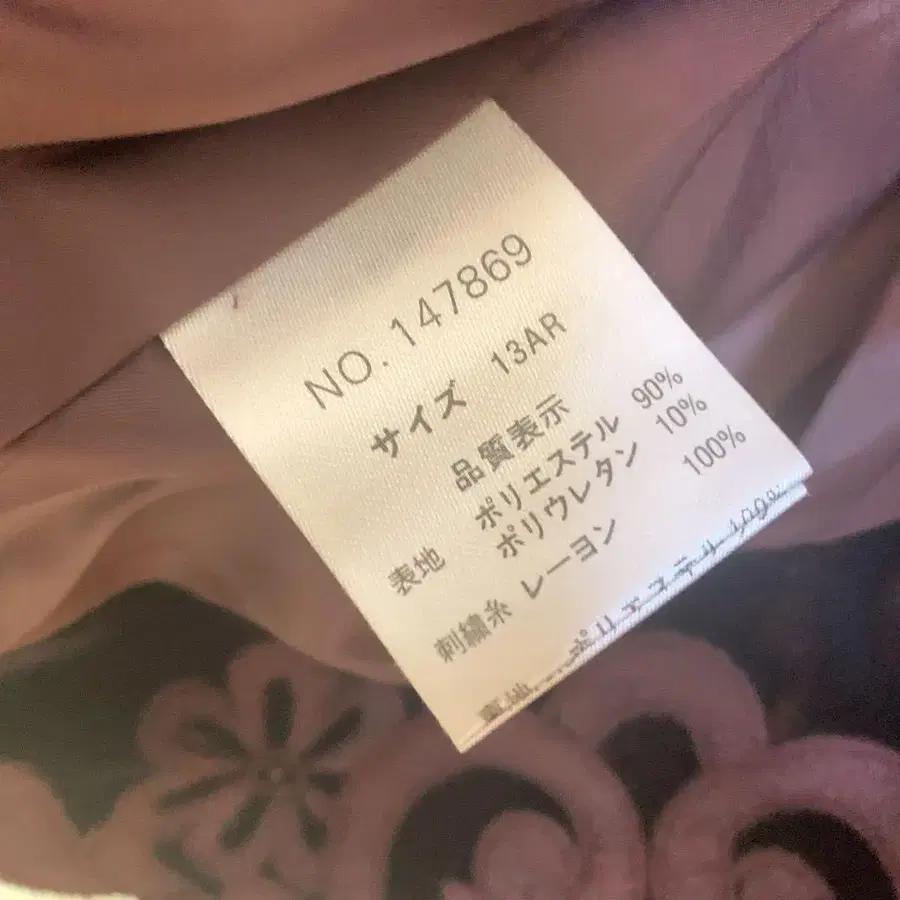 NO. 147869
サイズ 13AR
品質表示
表地 ポリエステル 90%
ポリウレタン 10%
刺繍糸 レーヨン 100%